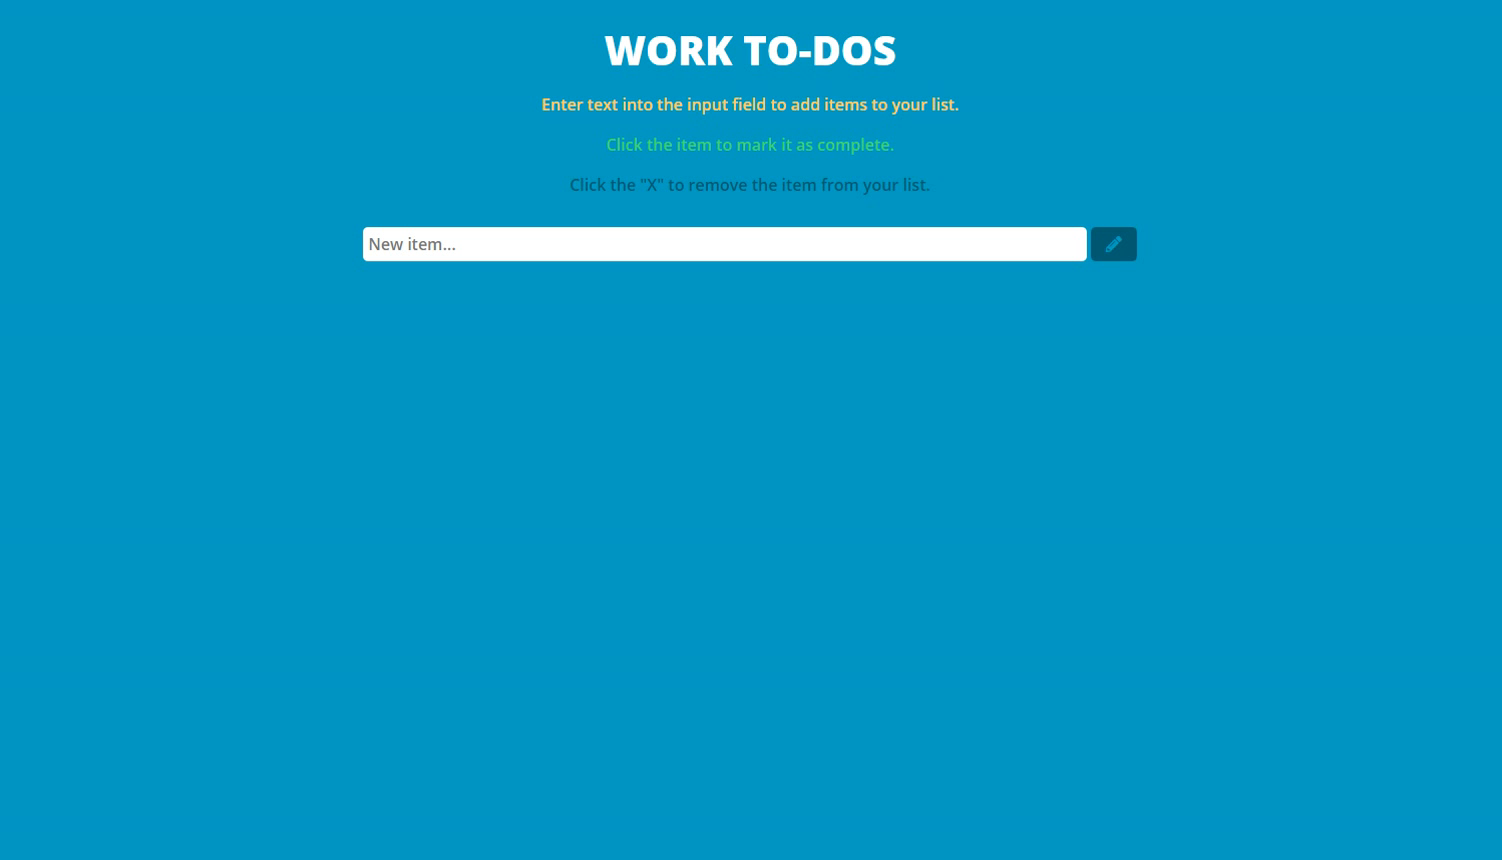 WORK TO-DOS
Enter text into the input field to add items to your list.
Click the item to mark it as complete.
Click the "X" to remove the item from your list.
New item...